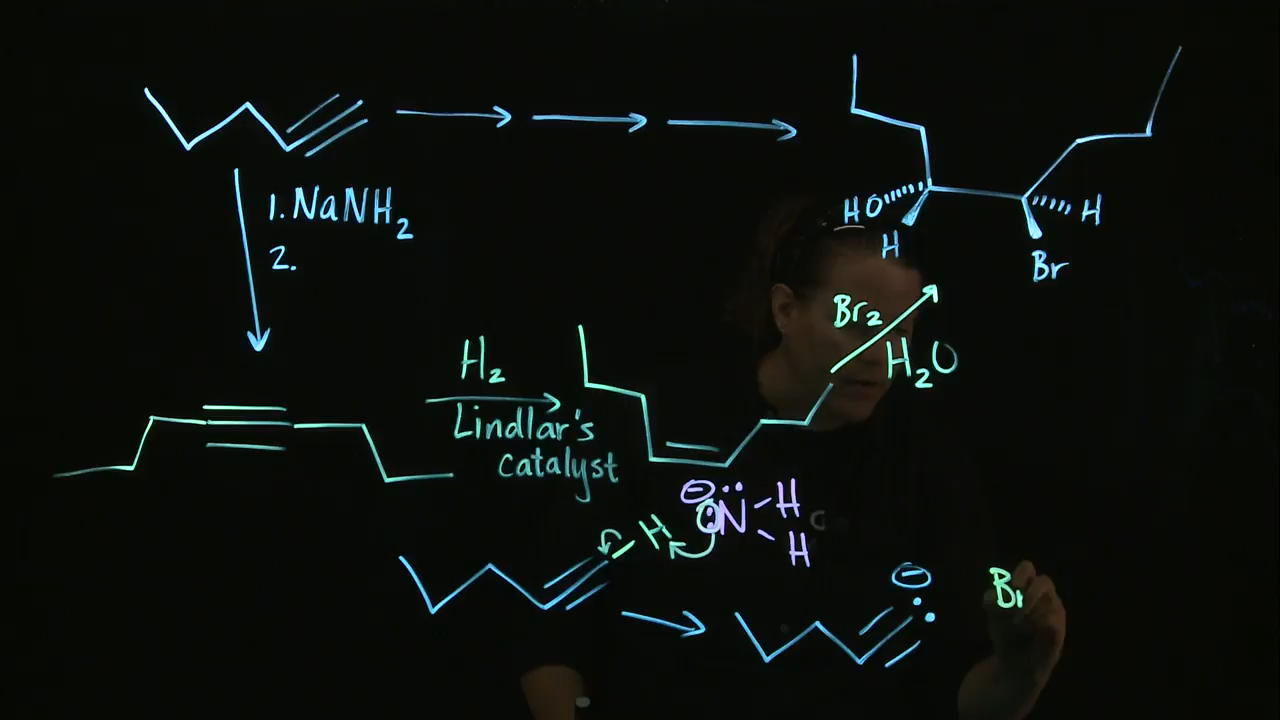 1. NaNH2
2.
HO
H
H
Br
Br2
H2O
H2
Lindlar's
catalyst
H
⊖
:N̈
H
H
⊖
:
Br